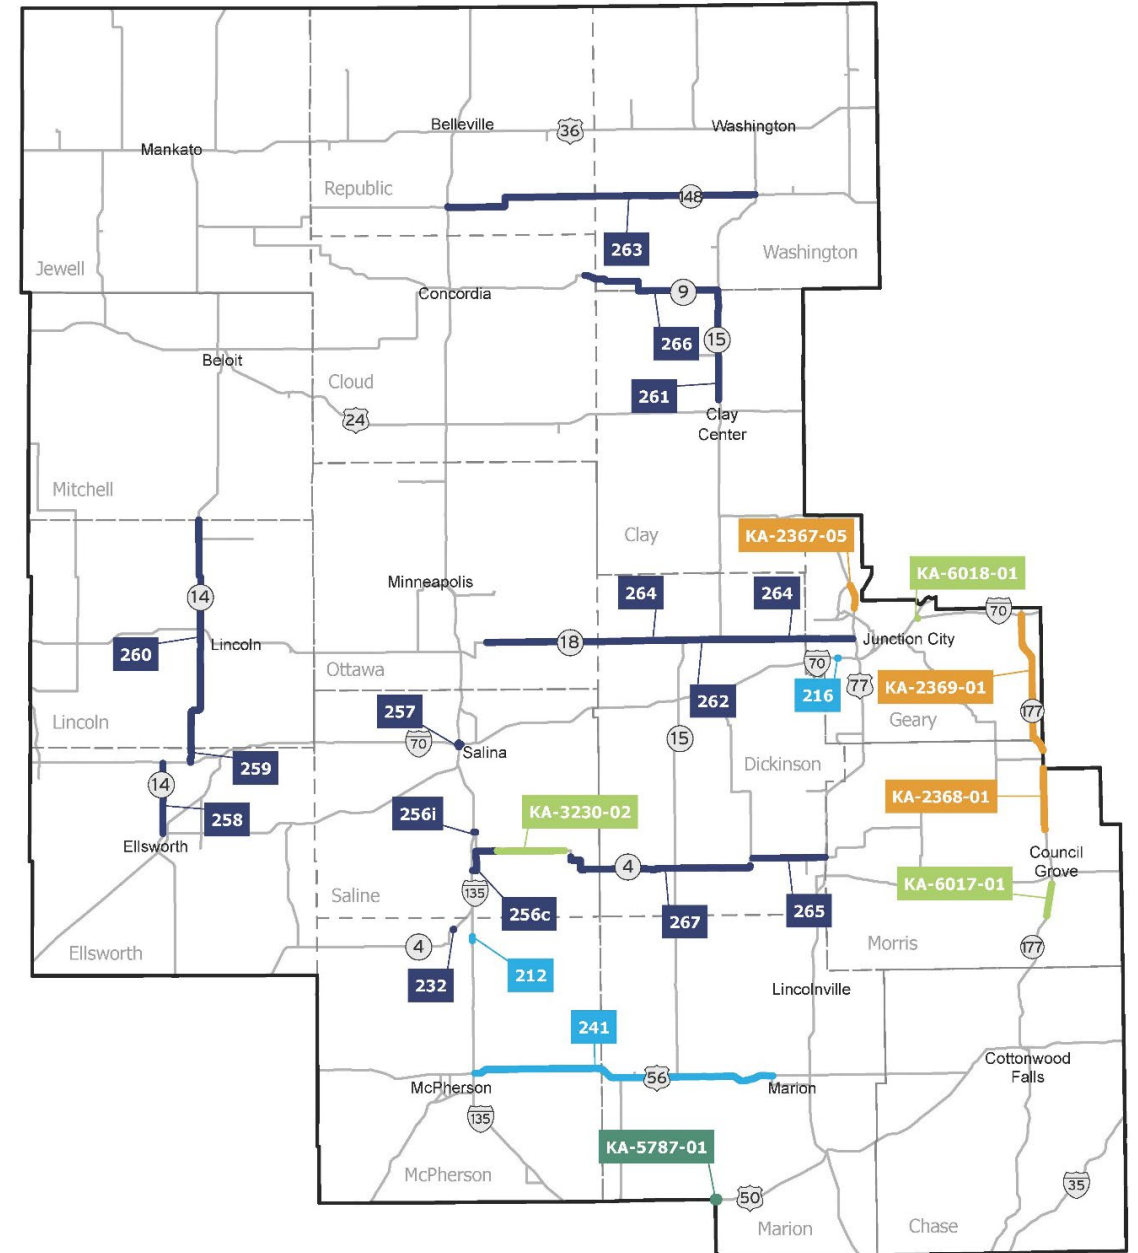 Belleville
36
Washington
Mankato
Republic
148
263
Washington
Jewell
Concordia
9
266
15
Beloit
Cloud
261
24
Clay
Center
Mitchell
Clay
KA-2367-05
KA-6018-01
Minneapolis
264
264
14
70
260
Lincoln
18
Junction City
Ottawa
70
216
77
KA-2369-01
262
177
257
Lincoln
70
Salina
15
Geary
259
Dickinson
14
258
256i
KA-3230-02
KA-2368-01
Ellsworth
4
Council
Grove
Saline
135
256c
267
265
KA-6017-01
Ellsworth
4
232
212
Morris
177
Lincolnville
241
56
McPherson
Marion
Cottonwood
Falls
135
KA-5787-01
McPherson
50
35
Marion
Chase